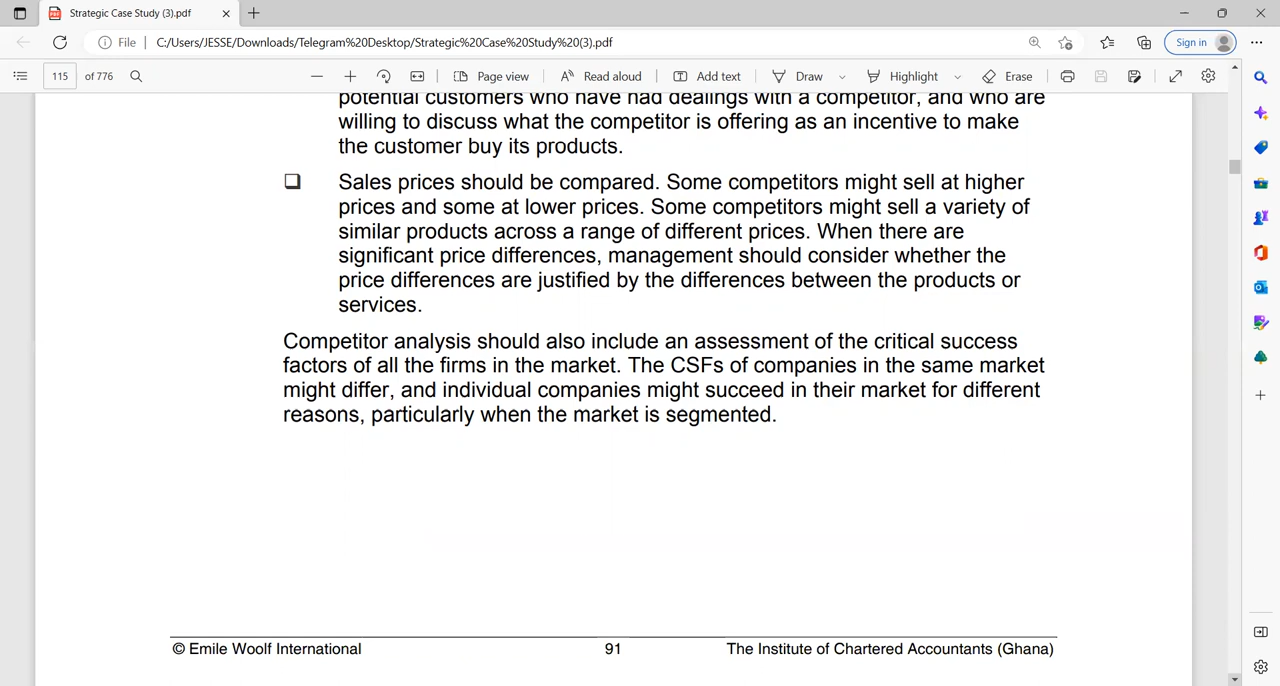 Strategic Case Study (3).pdf
File C:/Users/JESSE/Downloads/Telegram%20Desktop/Strategic%20Case%20Study%20(3).pdf
Sign in
115 of 776
Page view
Read aloud
Add text
Draw
Highlight
Erase
potential customers who have had dealings with a competitor, and who are
willing to discuss what the competitor is offering as an incentive to make
the customer buy its products.
Sales prices should be compared. Some competitors might sell at higher
prices and some at lower prices. Some competitors might sell a variety of
similar products across a range of different prices. When there are
significant price differences, management should consider whether the
price differences are justified by the differences between the products or
services.
Competitor analysis should also include an assessment of the critical success
factors of all the firms in the market. The CSFs of companies in the same market
might differ, and individual companies might succeed in their market for different
reasons, particularly when the market is segmented.
© Emile Woolf International 91 The Institute of Chartered Accountants (Ghana)